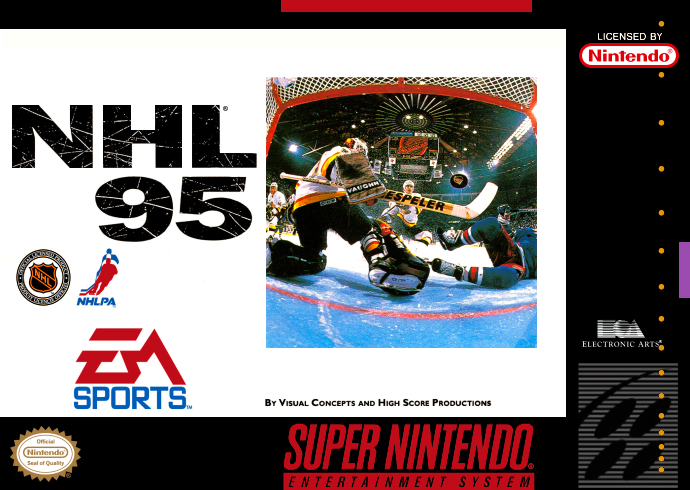 LICENSED BY
Nintendo®
NHL®
95
VAUGHN
ESPELER
NHL
NHLPA
EA
SPORTS™
ELECTRONIC ARTS®
BY VISUAL CONCEPTS AND HIGH SCORE PRODUCTIONS
Official
Nintendo
Seal of Quality
SUPER NINTENDO®
ENTERTAINMENT SYSTEM